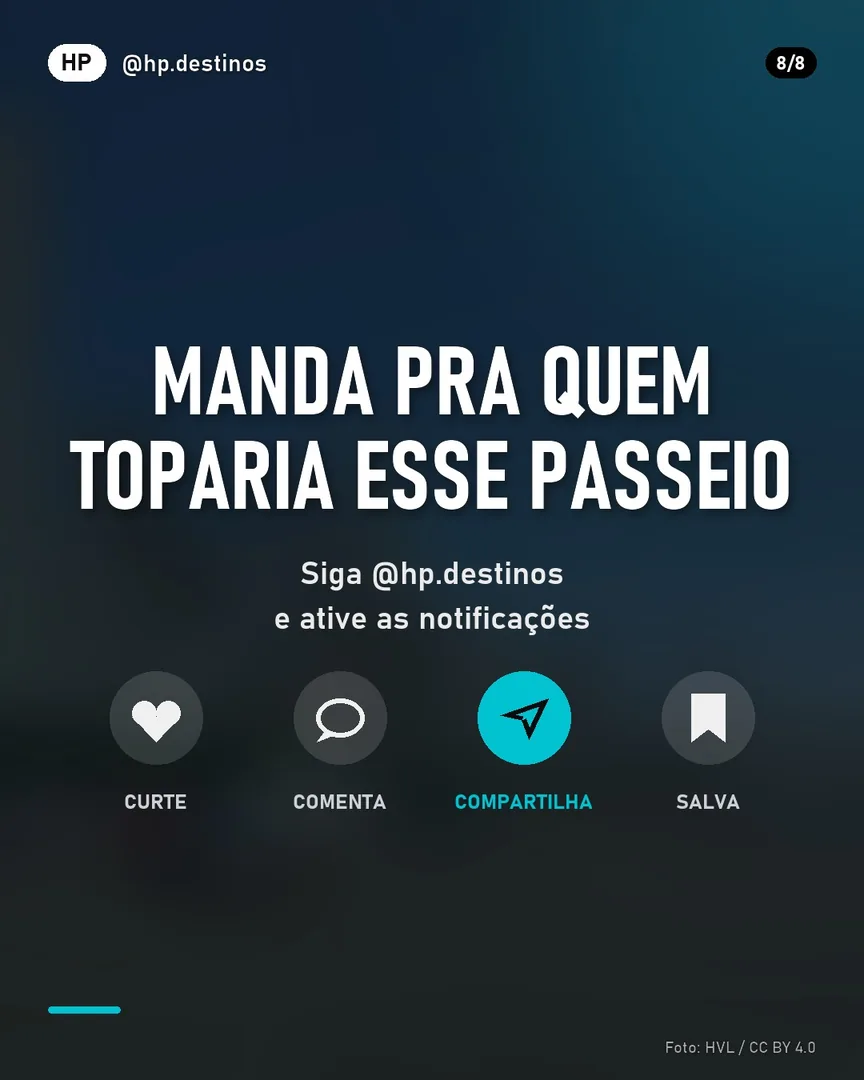 HP @hp.destinos 8/8
MANDA PRA QUEM
TOPARIA ESSE PASSEIO
Siga @hp.destinos
e ative as notificações
CURTE COMENTA COMPARTILHA SALVA
Foto: HVL / CC BY 4.0